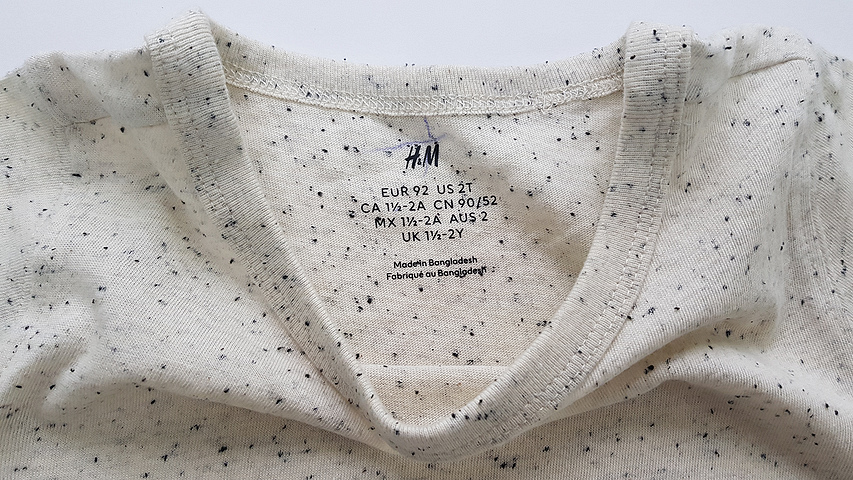 H&M
EUR 92 US 2T
CA 1½-2A CN 90/52
MX 1½-2A AUS 2
UK 1½-2Y
Made in Bangladesh
Fabriqué au Bangladesh